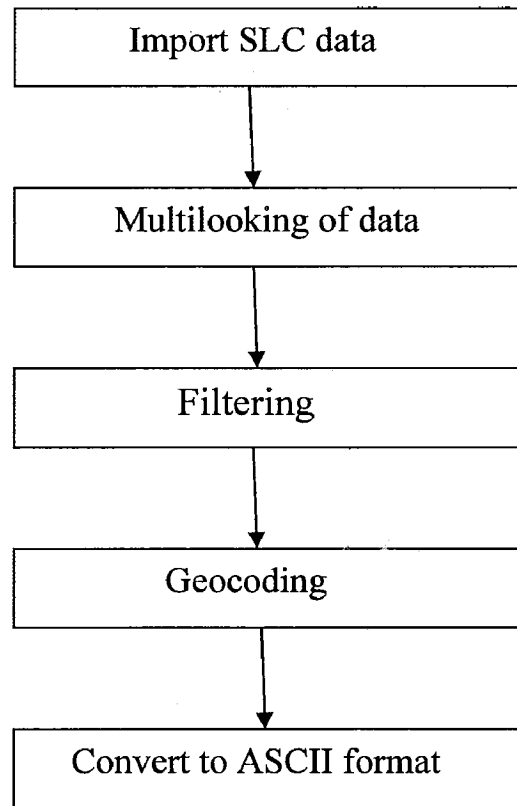 Import SLC data
Multilooking of data
Filtering
Geocoding
Convert to ASCII format